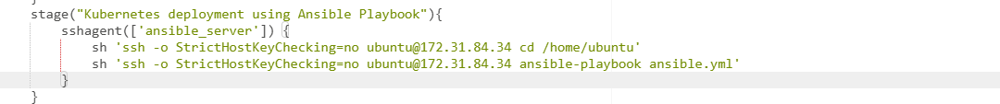 }
stage("Kubernetes deployment using Ansible Playbook"){
    sshagent(['ansible_server']) {
        sh 'ssh -o StrictHostKeyChecking=no ubuntu@172.31.84.34 cd /home/ubuntu'
        sh 'ssh -o StrictHostKeyChecking=no ubuntu@172.31.84.34 ansible-playbook ansible.yml'
    }
}